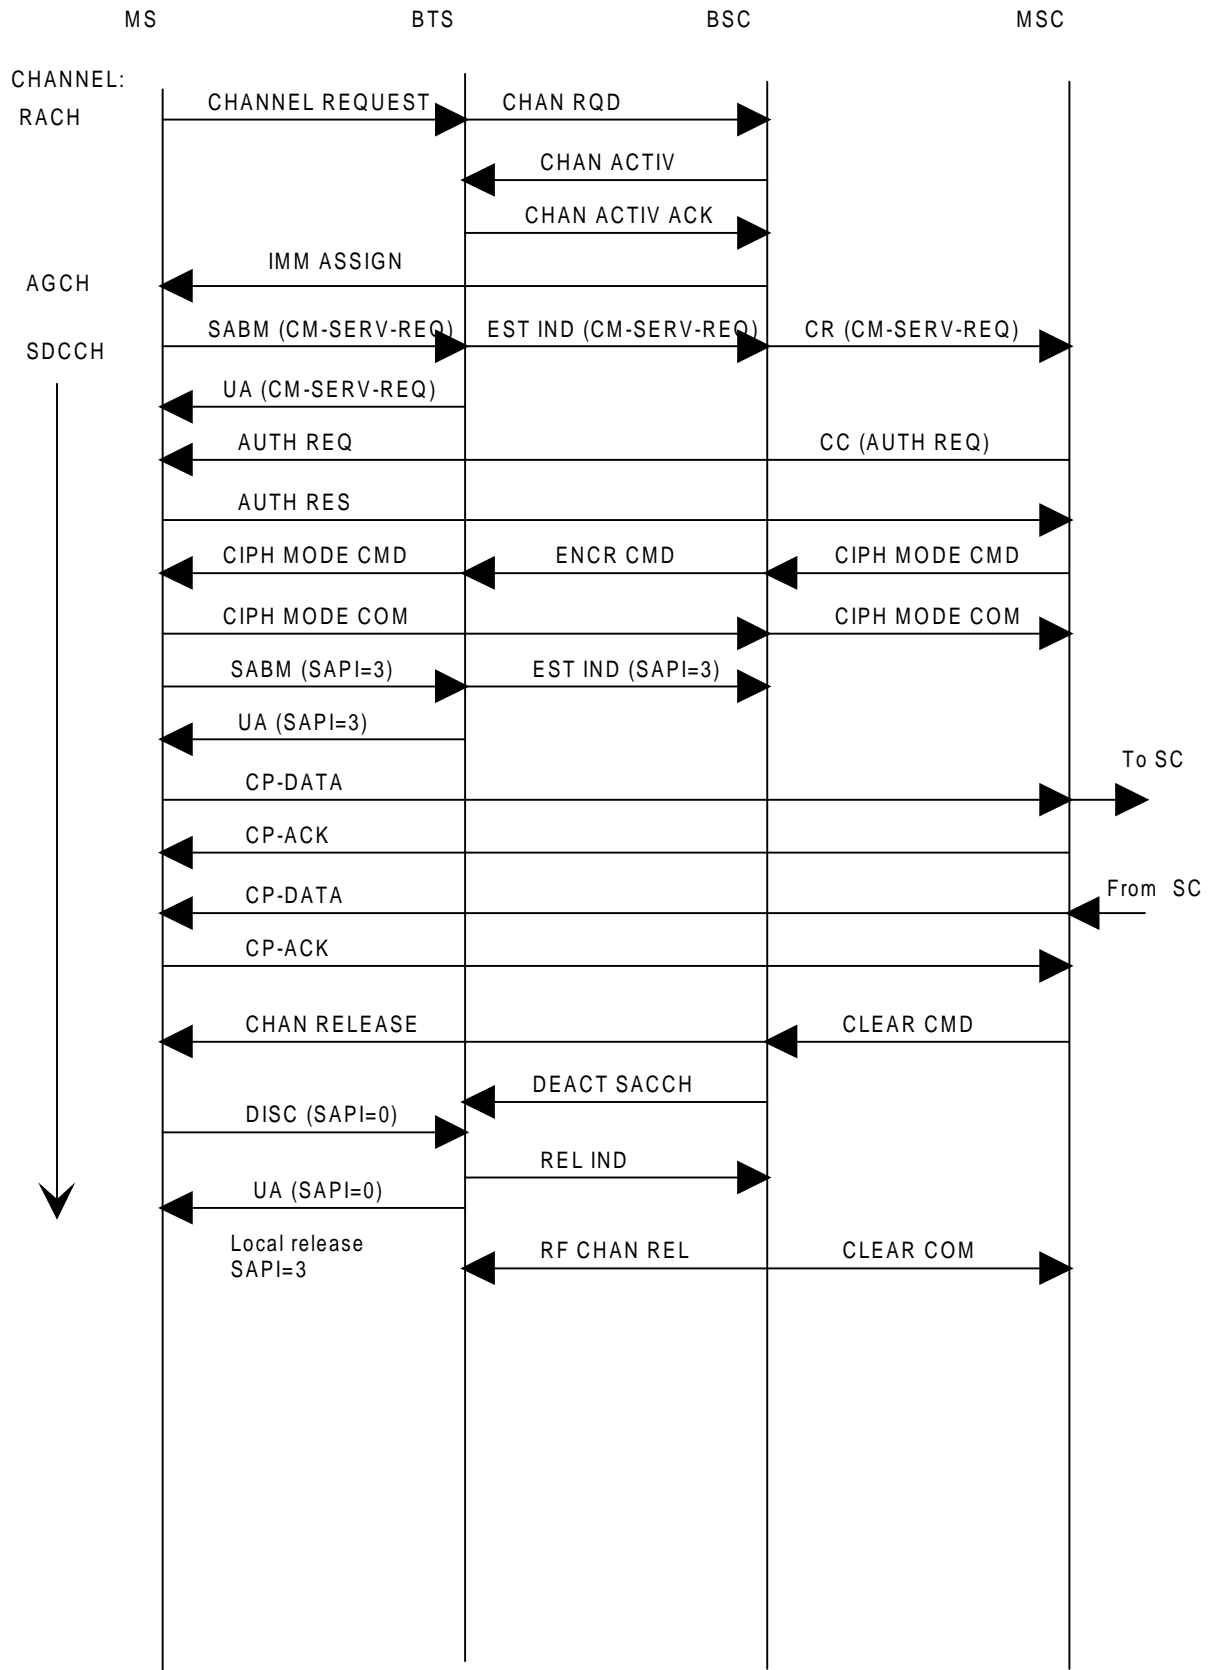 MS BTS BSC MSC
CHANNEL:
RACH CHANNEL REQUEST CHAN RQD
CHAN ACTIV
CHAN ACTIV ACK
AGCH IMM ASSIGN
SDCCH SABM (CM-SERV-REQ) EST IND (CM-SERV-REQ) CR (CM-SERV-REQ)
UA (CM-SERV-REQ)
AUTH REQ CC (AUTH REQ)
AUTH RES
CIPH MODE CMD ENCR CMD CIPH MODE CMD
CIPH MODE COM CIPH MODE COM
SABM (SAPI=3) EST IND (SAPI=3)
UA (SAPI=3)
To SC
CP-DATA
CP-ACK
CP-DATA From SC
CP-ACK
CHAN RELEASE CLEAR CMD
DEACT SACCH
DISC (SAPI=0)
REL IND
UA (SAPI=0)
Local release RF CHAN REL CLEAR COM
SAPI=3